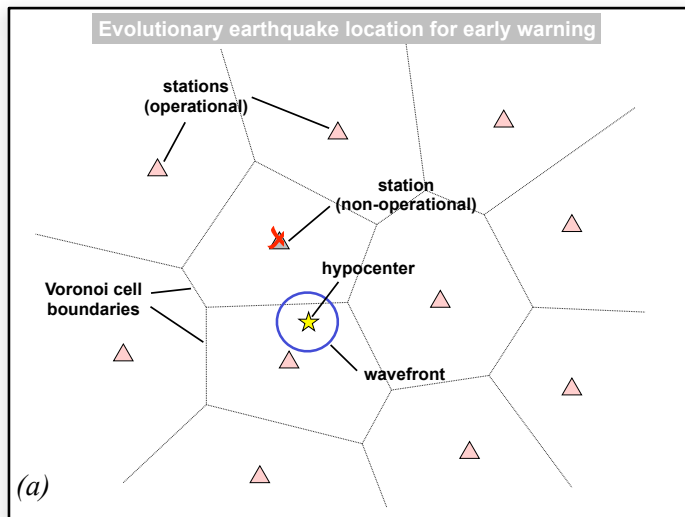 Evolutionary earthquake location for early warning
stations
(operational)
station
(non-operational)
hypocenter
Voronoi cell
boundaries
wavefront
(a)